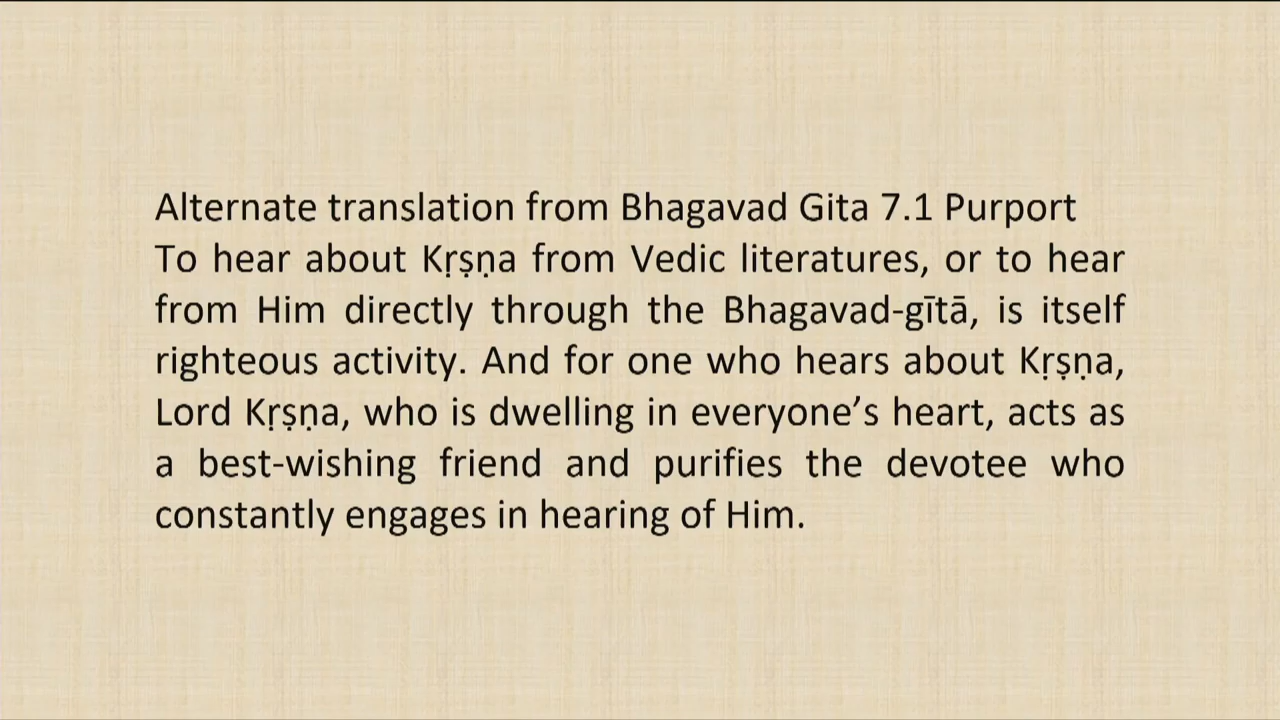 Alternate translation from Bhagavad Gita 7.1 Purport
To hear about Kṛṣṇa from Vedic literatures, or to hear
from Him directly through the Bhagavad-gītā, is itself
righteous activity. And for one who hears about Kṛṣṇa,
Lord Kṛṣṇa, who is dwelling in everyone’s heart, acts as
a best-wishing friend and purifies the devotee who
constantly engages in hearing of Him.